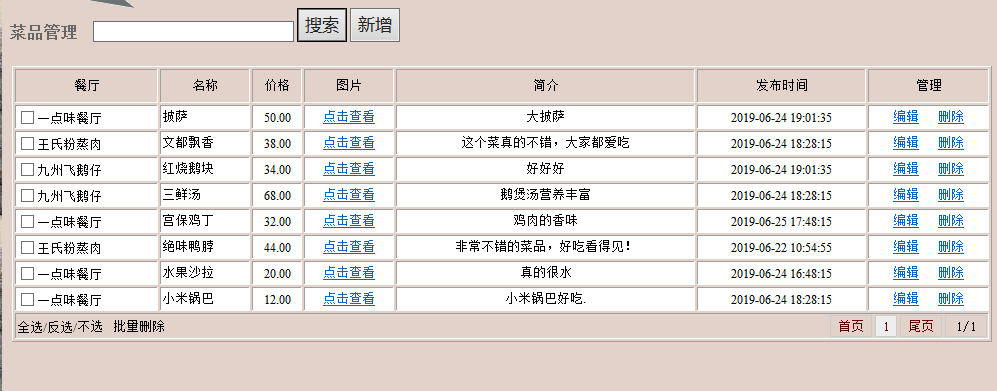 菜品管理 搜索 新增
餐厅 名称 价格 图片 简介 发布时间 管理
一点味餐厅 披萨 50.00 点击查看 大披萨 2019-06-24 19:01:35 编辑 删除
王氏粉蒸肉 文都飘香 38.00 点击查看 这个菜真的不错，大家都爱吃 2019-06-24 18:28:15 编辑 删除
九州飞鹅仔 红烧鹅块 34.00 点击查看 好好好 2019-06-24 19:01:35 编辑 删除
九州飞鹅仔 三鲜汤 68.00 点击查看 鹅煲汤营养丰富 2019-06-24 18:28:15 编辑 删除
一点味餐厅 宫保鸡丁 32.00 点击查看 鸡肉的香味 2019-06-25 17:48:15 编辑 删除
王氏粉蒸肉 绝味鸭脖 44.00 点击查看 非常不错的菜品，好吃看得见！ 2019-06-22 10:54:55 编辑 删除
一点味餐厅 水果沙拉 20.00 点击查看 真的很水 2019-06-24 16:48:15 编辑 删除
一点味餐厅 小米锅巴 12.00 点击查看 小米锅巴好吃. 2019-06-24 18:28:15 编辑 删除
全选/反选/不选 批量删除 首页 1 尾页 1/1